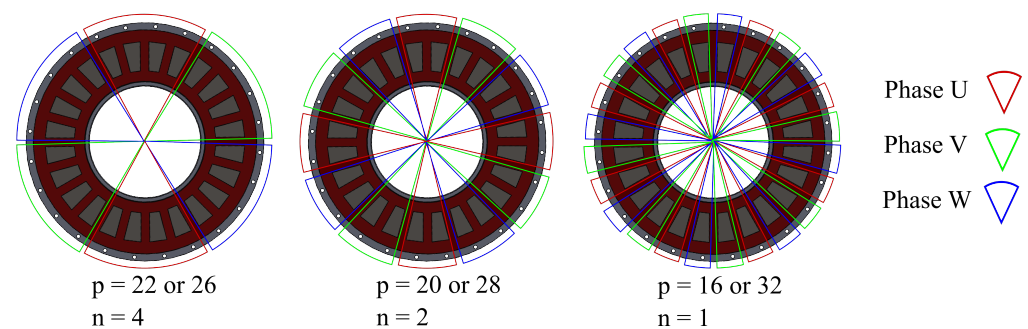 Phase U
Phase V
Phase W
p = 22 or 26
n = 4
p = 20 or 28
n = 2
p = 16 or 32
n = 1